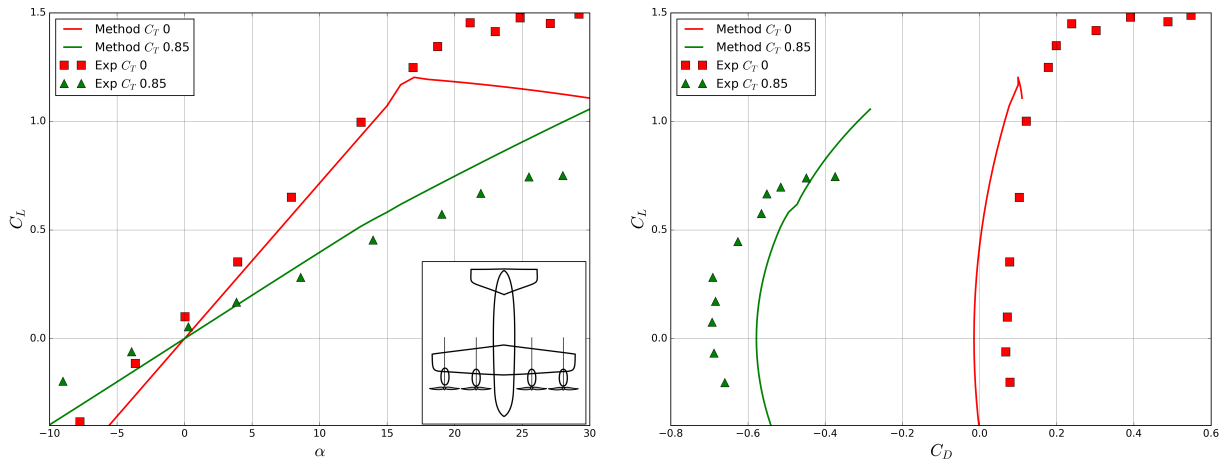 1.5
1.0
0.5
0.0
C_L
Method C_T 0
Method C_T 0.85
Exp C_T 0
Exp C_T 0.85
−10
−5
0
5
10
15
20
25
30
α
1.5
1.0
0.5
0.0
C_L
Method C_T 0
Method C_T 0.85
Exp C_T 0
Exp C_T 0.85
−0.8
−0.6
−0.4
−0.2
0.0
0.2
0.4
0.6
C_D